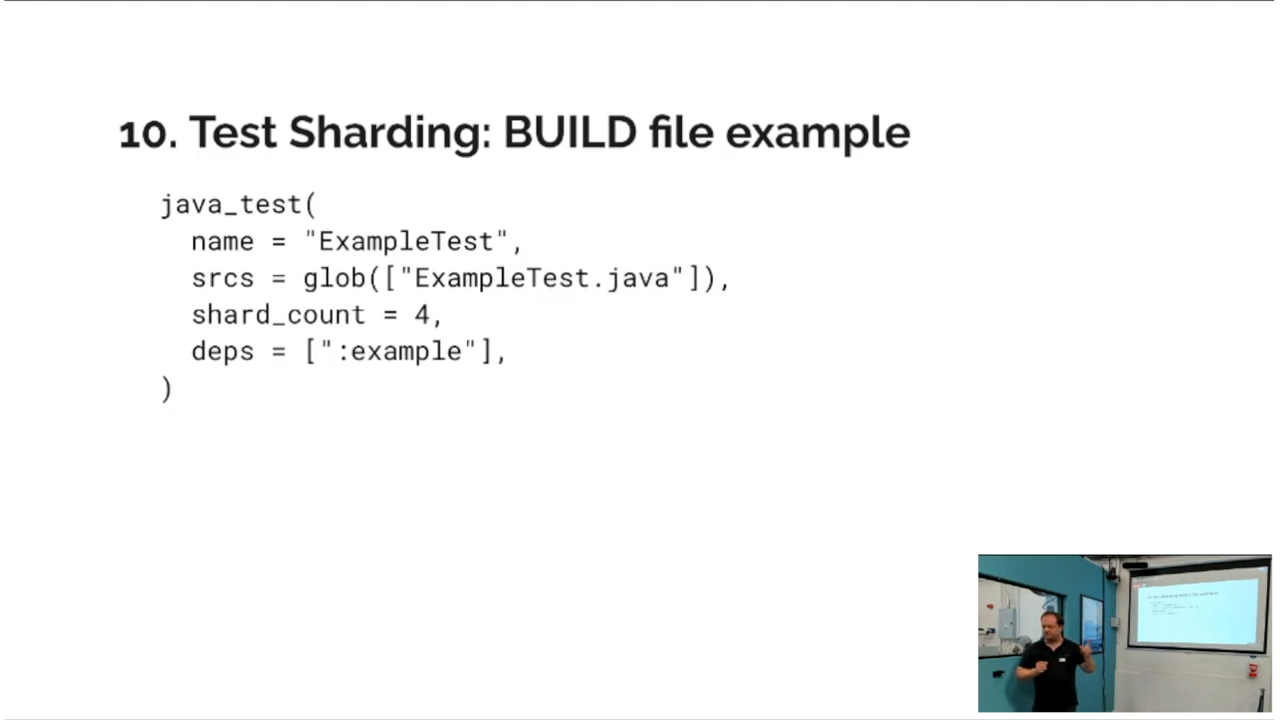 10. Test Sharding: BUILD file example
java_test(
name = "ExampleTest",
srcs = glob(["ExampleTest.java"]),
shard_count = 4,
deps = [":example"],
)